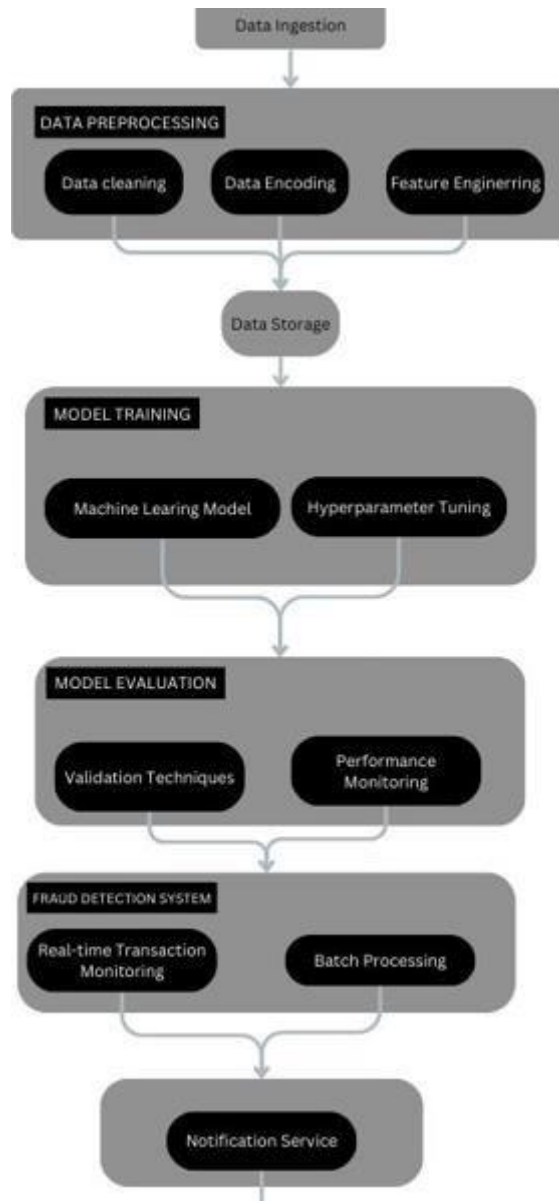 Data Ingestion
DATA PREPROCESSING
Data cleaning
Data Encoding
Feature Enginerring
Data Storage
MODEL TRAINING
Machine Learing Model
Hyperparameter Tuning
MODEL EVALUATION
Validation Techniques
Performance
Monitoring
FRAUD DETECTION SYSTEM
Real-time Transaction
Monitoring
Batch Processing
Notification Service